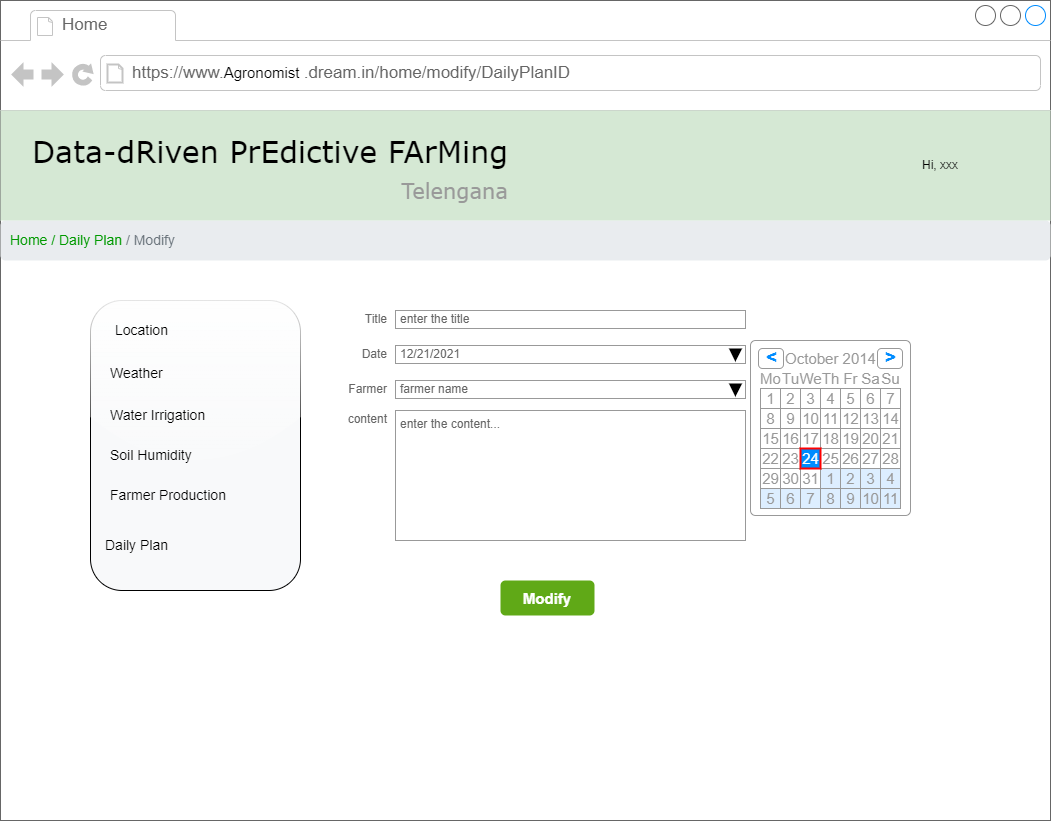 Home
https://www.Agronomist .dream.in/home/modify/DailyPlanID
Data-dRiven PrEdictive FArMing
Telengana
Hi, xxx
Home / Daily Plan / Modify
Location
Weather
Water Irrigation
Soil Humidity
Farmer Production
Daily Plan
Title enter the title
Date 12/21/2021
Farmer farmer name
content enter the content...
< October 2014 >
Mo Tu We Th Fr Sa Su
1 2 3 4 5 6 7
8 9 10 11 12 13 14
15 16 17 18 19 20 21
22 23 24 25 26 27 28
29 30 31 1 2 3 4
5 6 7 8 9 10 11
Modify